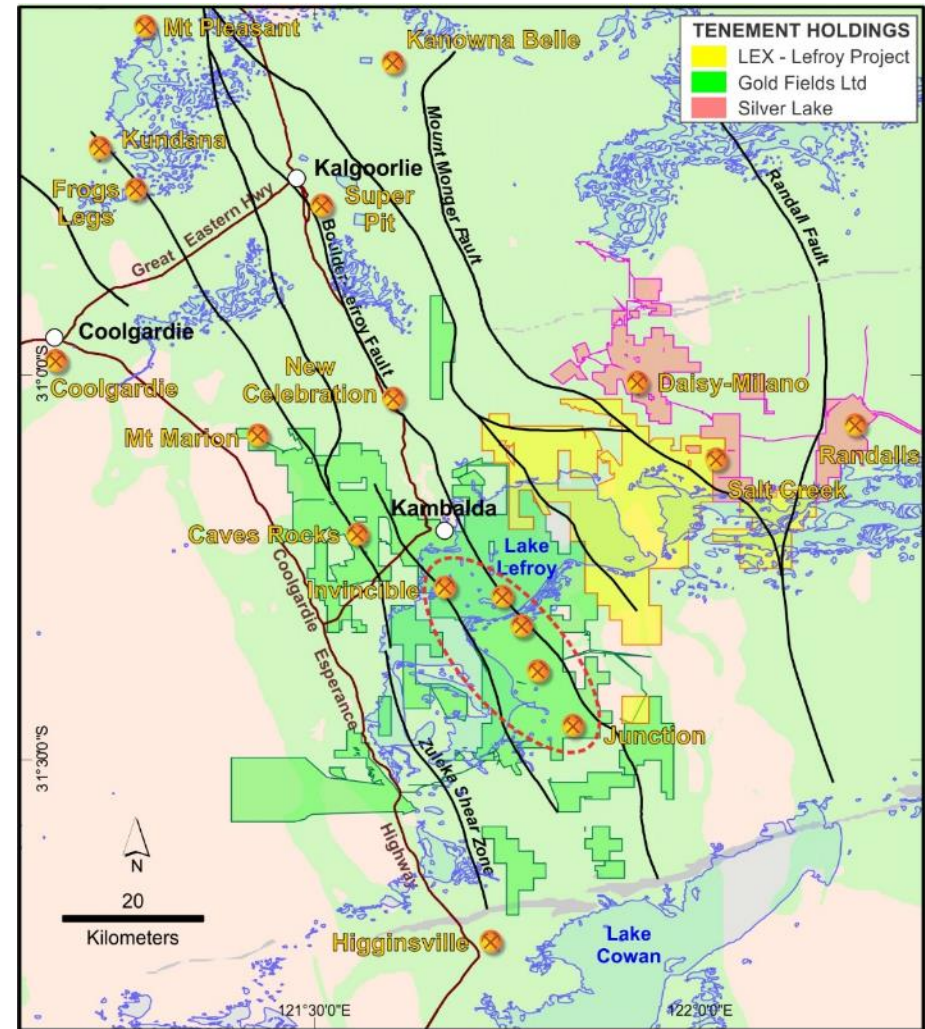 Mt Pleasant
Kanowna Belle
TENEMENT HOLDINGS
LEX - Lefroy Project
Gold Fields Ltd
Silver Lake
Kundana
Mount Monger Fault
Kalgoorlie
Frogs
Legs
Super
Pit
Randall Fault
Great Eastern Hwy
Boulder Lefroy Fault
Coolgardie
31°0'0"S
Coolgardie
New
Celebration
Daisy-Milano
Mt Marion
Randalls
Salt Creek
Kambalda
Caves Rocks
Lake
Lefroy
Invincible
Coolgardie Esperance Highway
Junction
31°30'0"S
Zuleka Shear Zone
N
20
Kilometers
Higginsville
Lake
Cowan
121°30'0"E
122°0'0"E